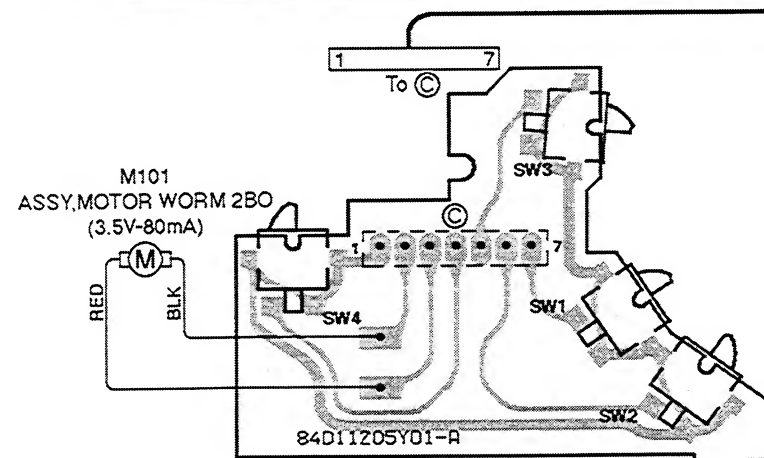 1 7
To Ⓒ
M101
ASSY,MOTOR WORM 2BO
(3.5V-80mA)
SW3
Ⓒ
1 7
M
RED
BLK
SW4
SW1
SW2
84D11205Y01-A